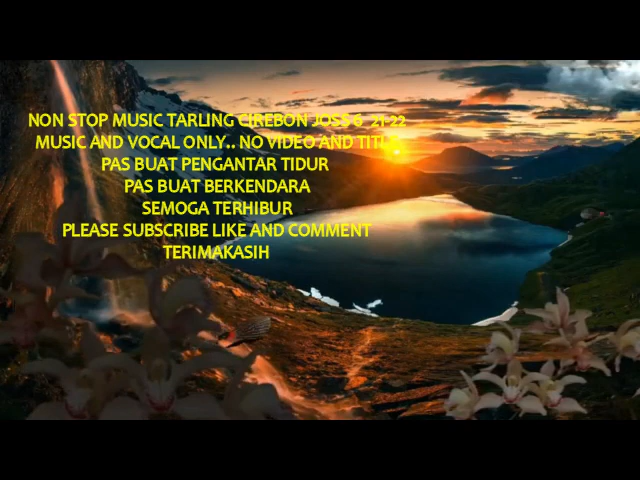 NON STOP MUSIC TARLING CIREBON JOSS 6 21-22
MUSIC AND VOCAL ONLY.. NO VIDEO AND TITLE
PAS BUAT PENGANTAR TIDUR
PAS BUAT BERKENDARA
SEMOGA TERHIBUR
PLEASE SUBSCRIBE LIKE AND COMMENT
TERIMAKASIH